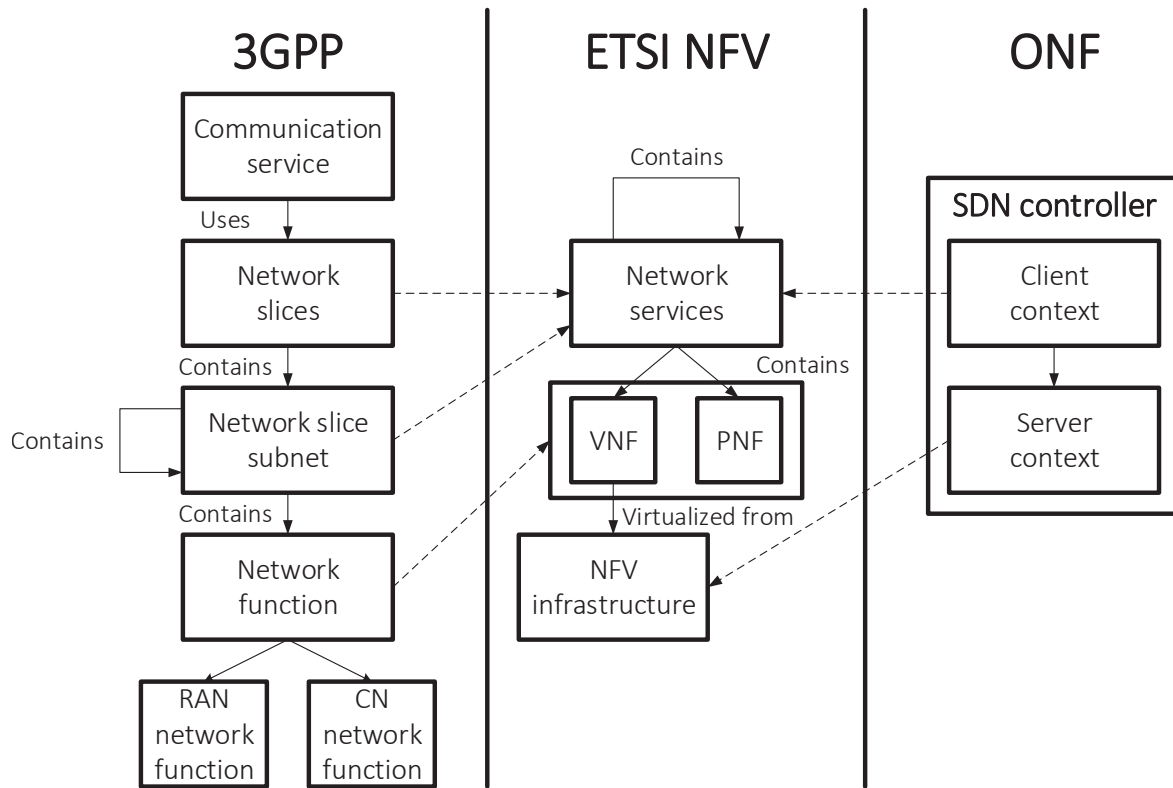 3GPP
Communication
service
Uses
Network
slices
Contains
Contains
Network slice
subnet
Contains
Network
function
RAN
network
function
CN
network
function
ETSI NFV
Contains
Network
services
Contains
VNF
PNF
Virtualized from
NFV
infrastructure
ONF
SDN controller
Client
context
Server
context